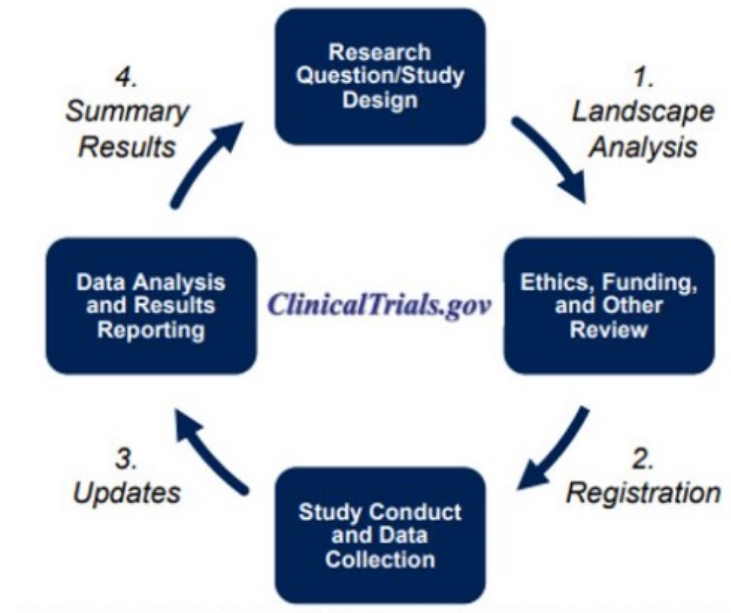 Research
Question/Study
Design
1.
Landscape
Analysis
Ethics, Funding,
and Other
Review
2.
Registration
Study Conduct
and Data
Collection
3.
Updates
Data Analysis
and Results
Reporting
4.
Summary
Results
ClinicalTrials.gov